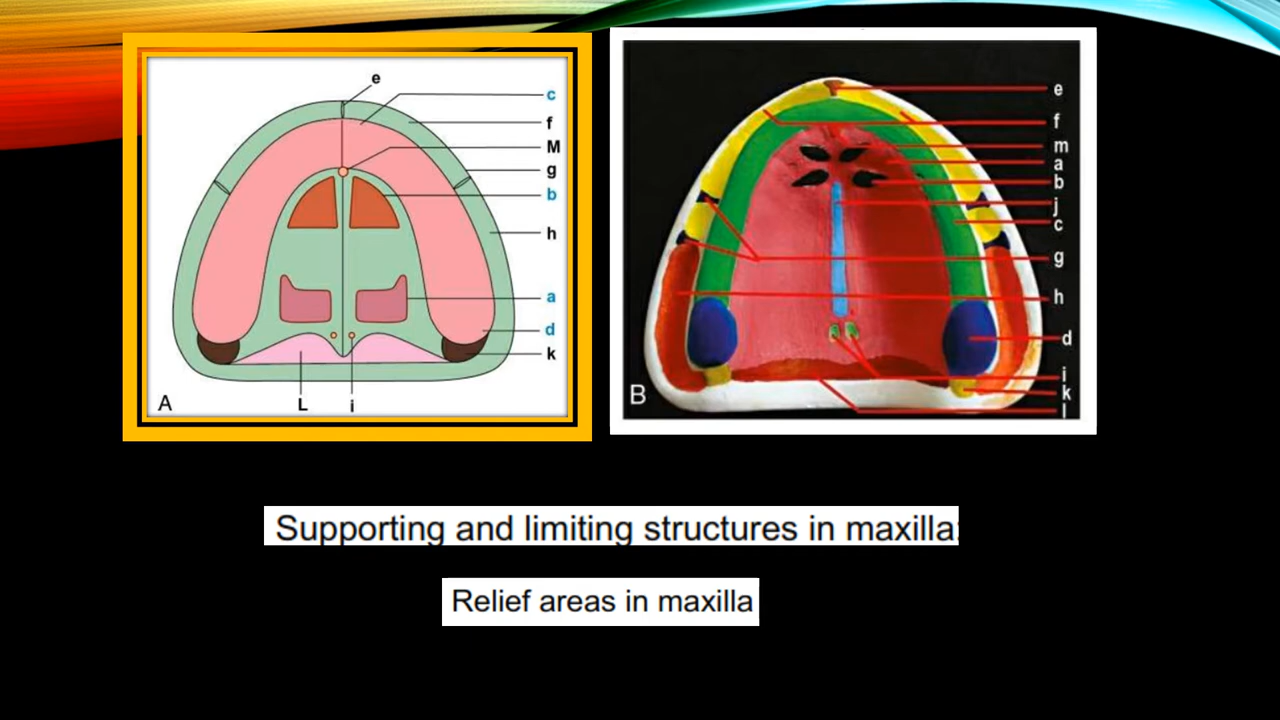 e
c
f
M
g
b
h
a
d
k
L
i
A
e
f
m
a
b
j
c
g
h
d
i
k
l
B
Supporting and limiting structures in maxilla:
Relief areas in maxilla